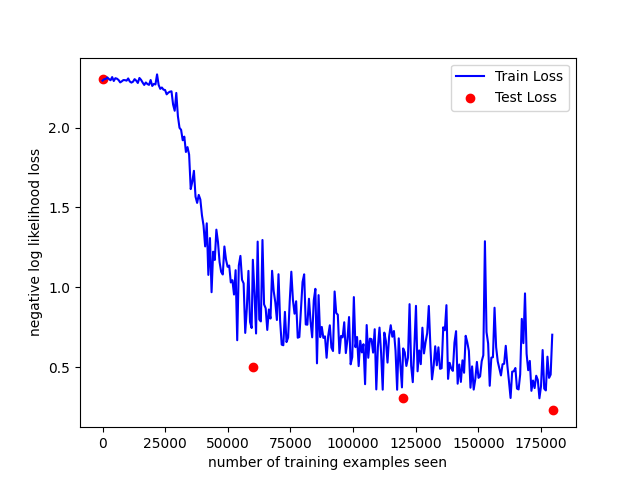 Train Loss
Test Loss
negative log likelihood loss
2.0
1.5
1.0
0.5
0 25000 50000 75000 100000 125000 150000 175000
number of training examples seen